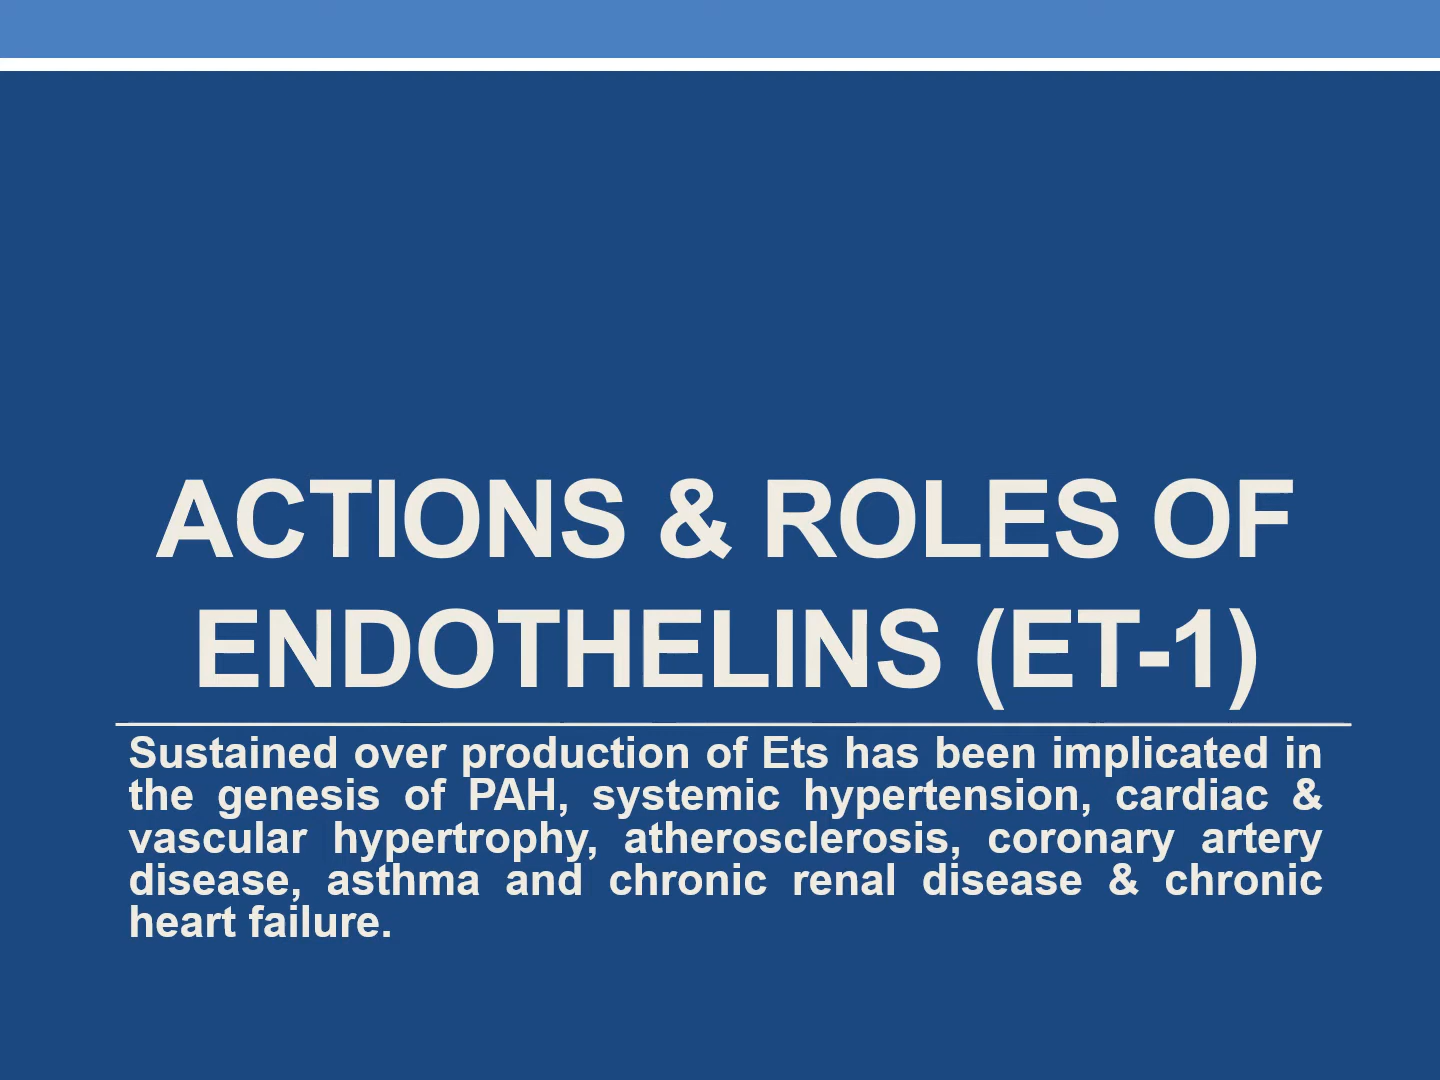 ACTIONS & ROLES OF
ENDOTHELINS (ET-1)
Sustained over production of Ets has been implicated in
the genesis of PAH, systemic hypertension, cardiac &
vascular hypertrophy, atherosclerosis, coronary artery
disease, asthma and chronic renal disease & chronic
heart failure.